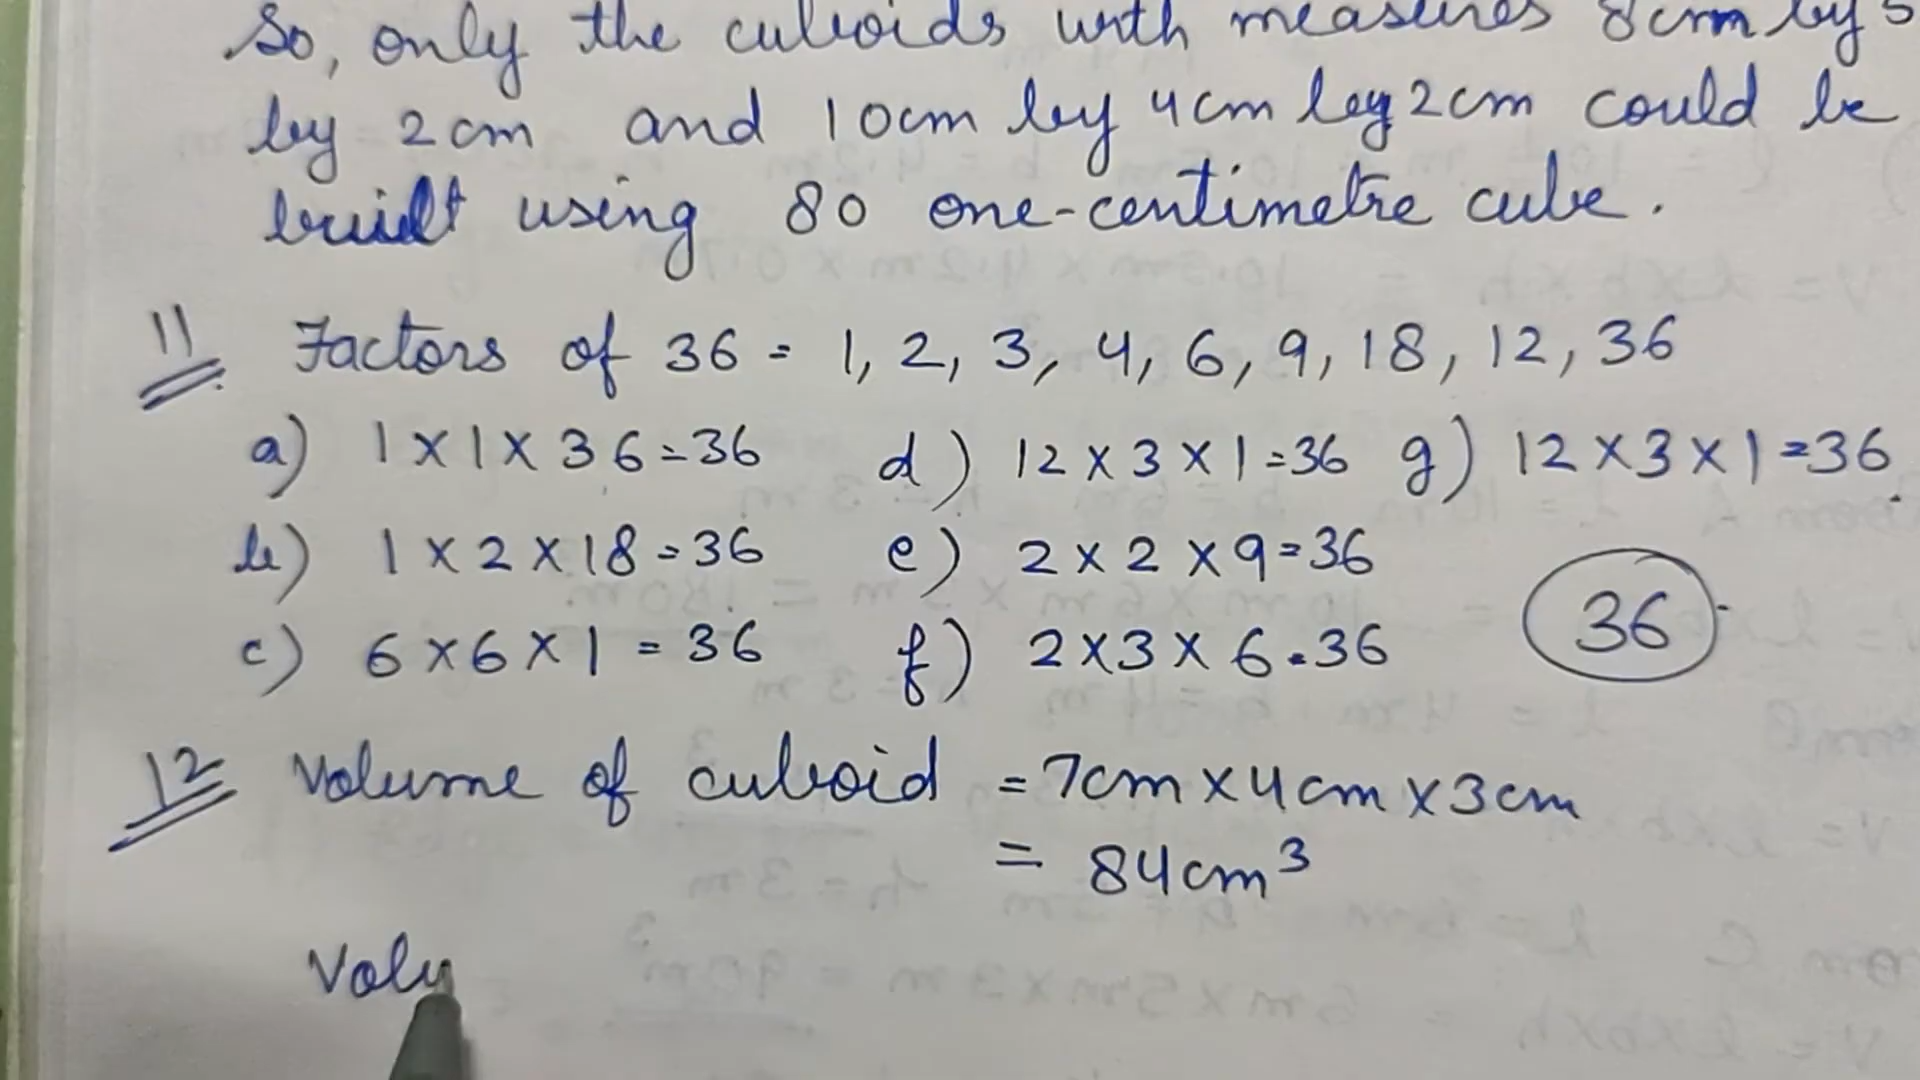 So, only the cuboids with measures 8cm by 5
by 2cm and 10cm by 4cm by 2cm could be
built using 80 one-centimetre cube.
11 Factors of 36 = 1, 2, 3, 4, 6, 9, 18, 12, 36
a) 1 x 1 x 36 = 36 d) 12 x 3 x 1 = 36 g) 12 x 3 x 1 = 36.
b) 1 x 2 x 18 = 36 e) 2 x 2 x 9 = 36
c) 6 x 6 x 1 = 36 f) 2 x 3 x 6 = 36
36
12 Volume of cuboid = 7cm x 4cm x 3cm
= 84cm³
Volu